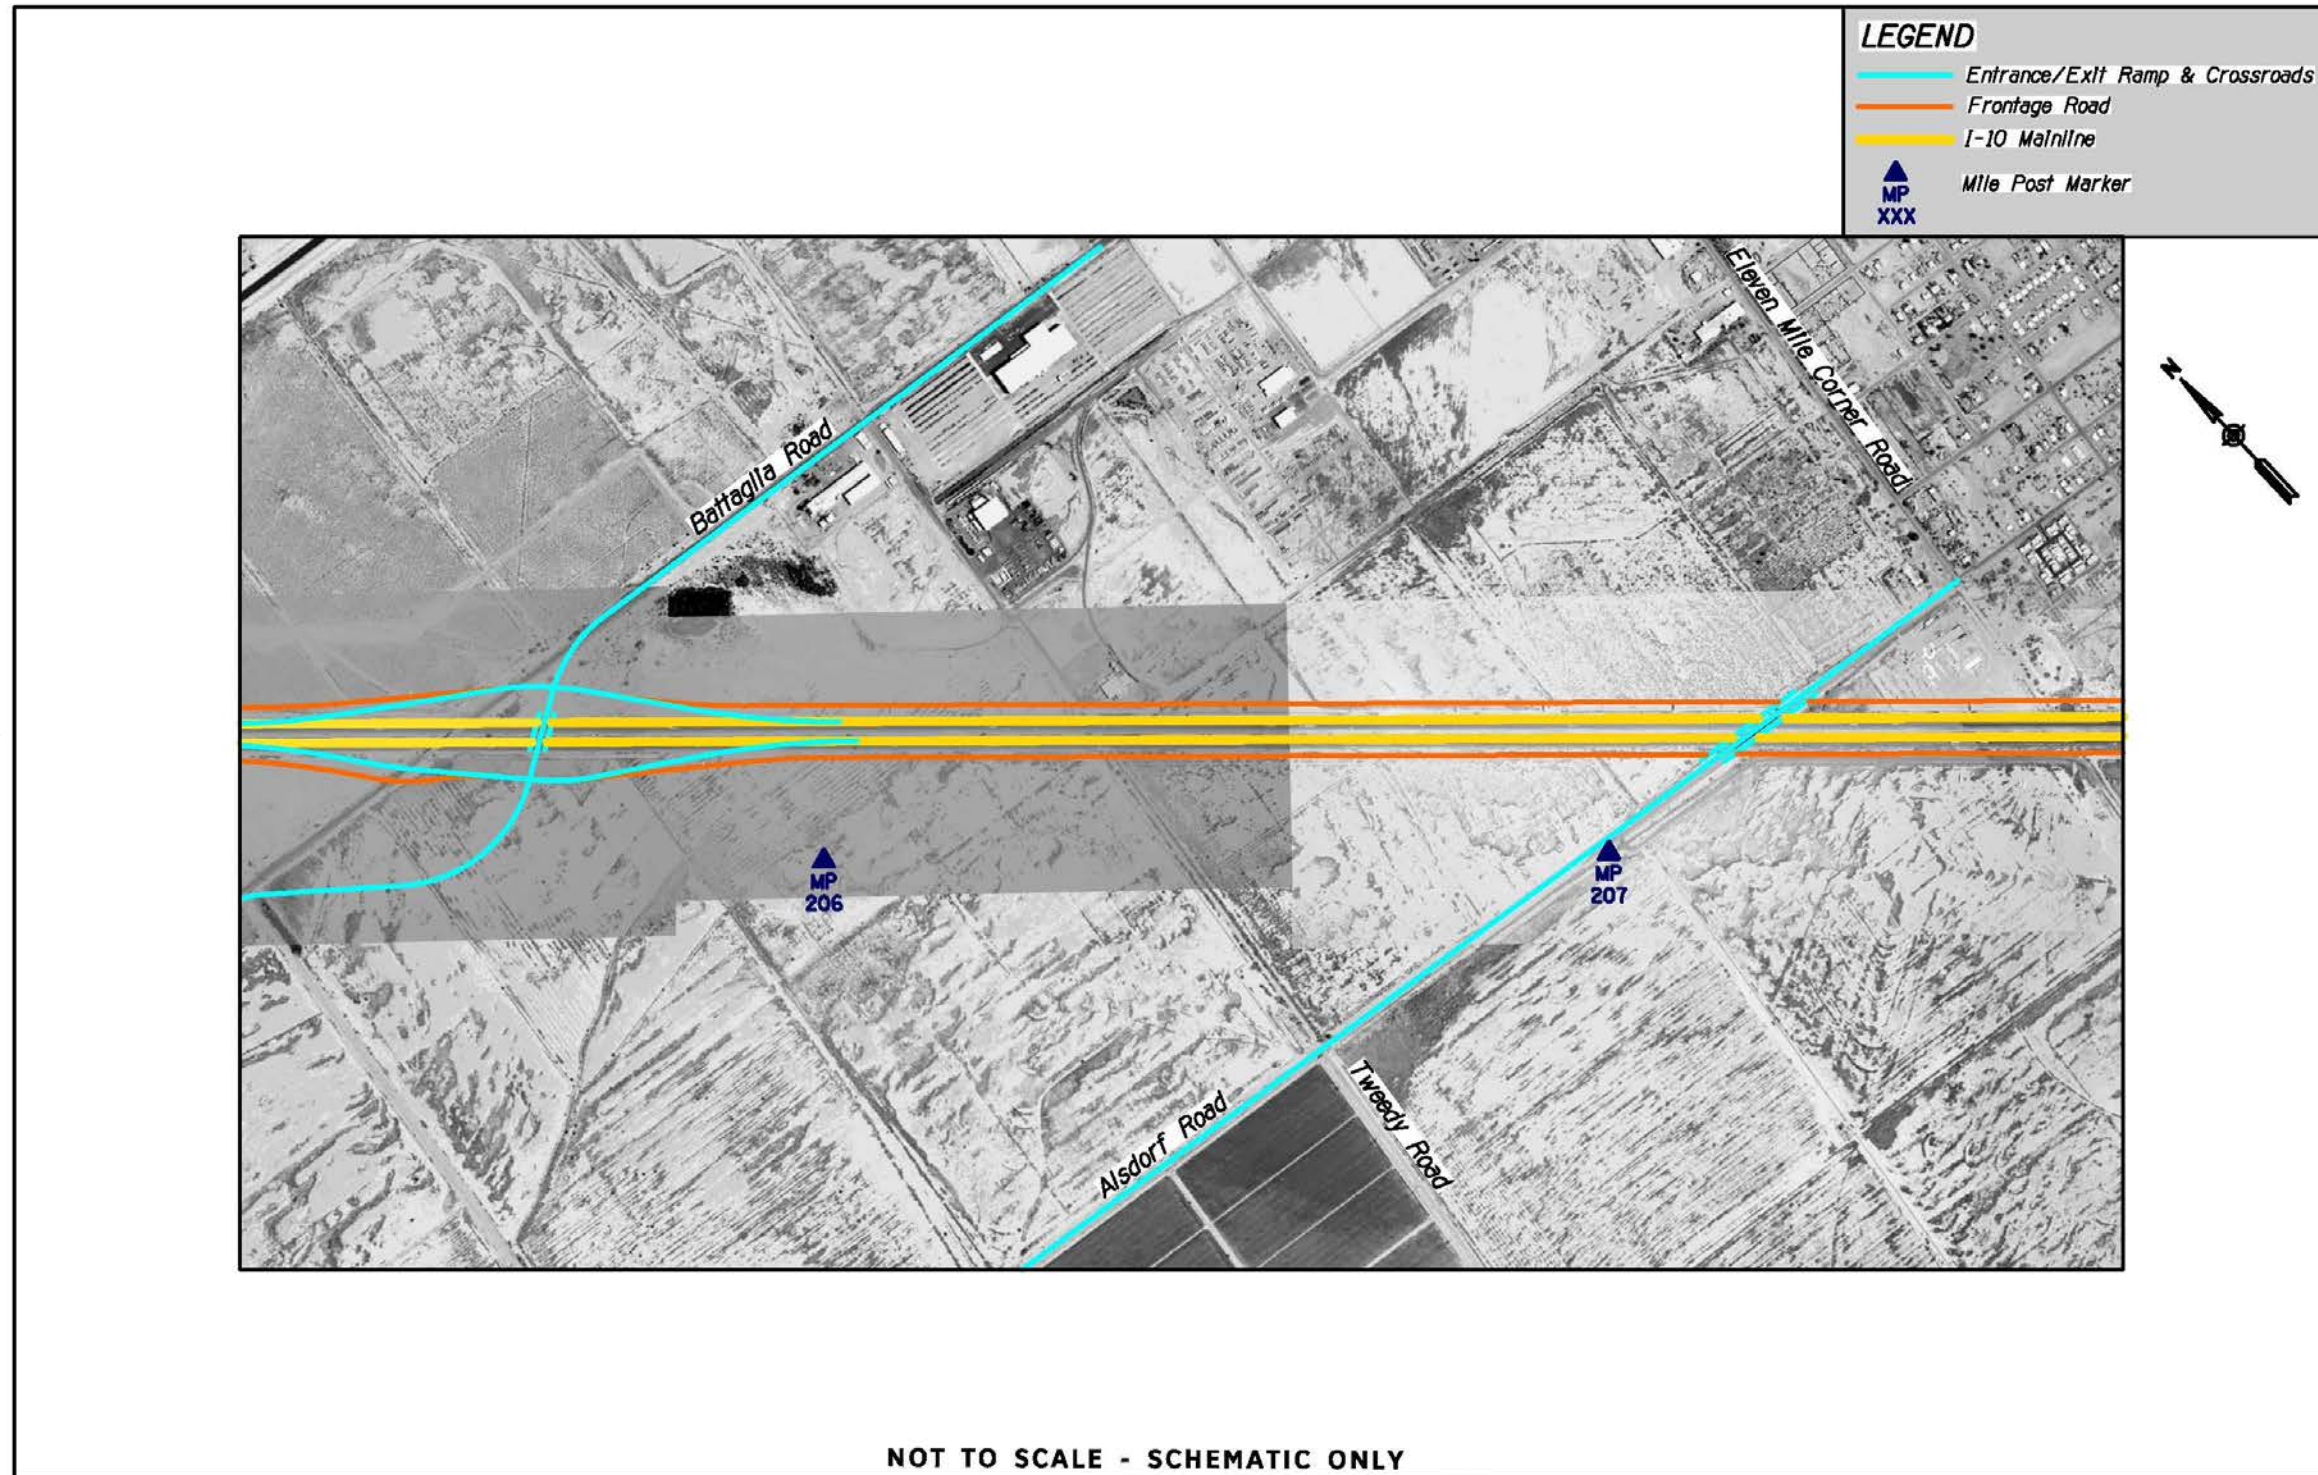 LEGEND
Entrance/Exit Ramp & Crossroads
Frontage Road
I-10 Mainline
MP
XXX
Mile Post Marker
Eleven Mile Corner Road
N
Battaglia Road
MP
206
MP
207
Alsdorf Road
Tweedy Road
NOT TO SCALE - SCHEMATIC ONLY